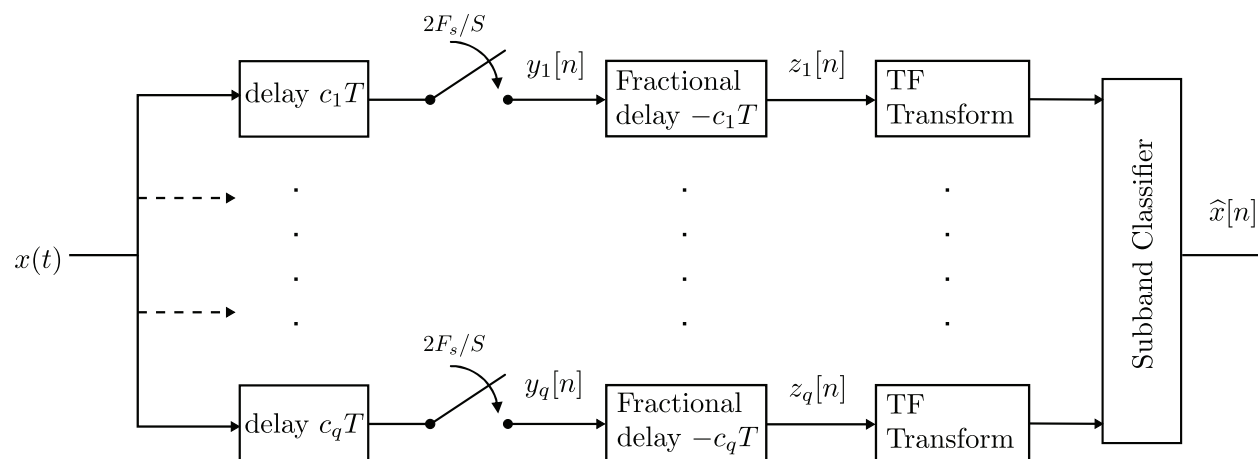 2F_s/S
delay c_1T
y_1[n]
Fractional
delay −c_1T
z_1[n]
TF
Transform
x(t)
Subband Classifier
x̂[n]
2F_s/S
delay c_qT
y_q[n]
Fractional
delay −c_qT
z_q[n]
TF
Transform